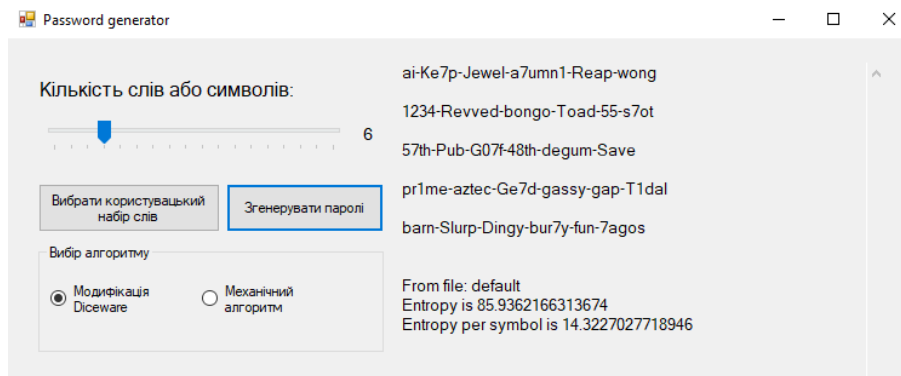 Password generator
Кількість слів або символів:
6
Вибрати користувацький
набір слів
Згенерувати паролі
Вибір алгоритму
Модифікація
Diceware
Механічний
алгоритм
ai-Ke7p-Jewel-a7umn1-Reap-wong
1234-Revved-bongo-Toad-55-s7ot
57th-Pub-G07f-48th-degum-Save
pr1me-aztec-Ge7d-gassy-gap-T1dal
barn-Slurp-Dingy-bur7y-fun-7agos
From file: default
Entropy is 85.9362166313674
Entropy per symbol is 14.3227027718946